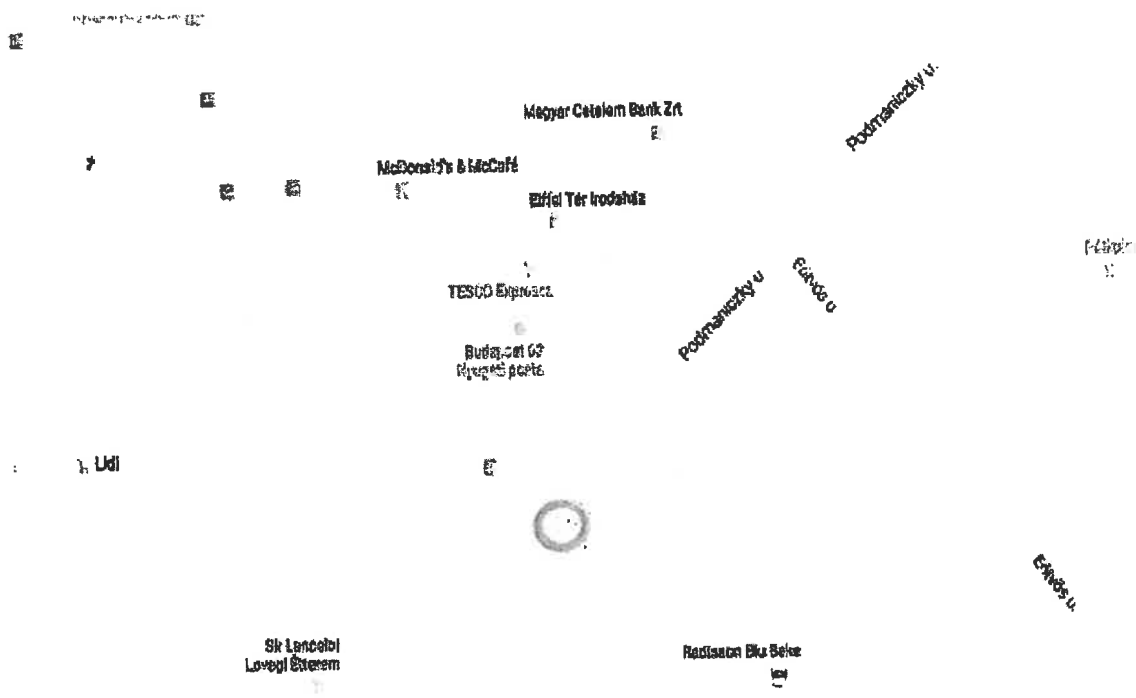 Podmaniczky u.
Magyar Cetelem Bank Zrt
McDonald's & McCafé
Eiffel Tér Irodaház
Eötvös u.
TESCO Expressz
Podmaniczky u
Budapest 62
Nyugati posta
Lidl
Eötvös u.
Sir Lancelot
Lovagi Étterem
Radisson Blu Beke